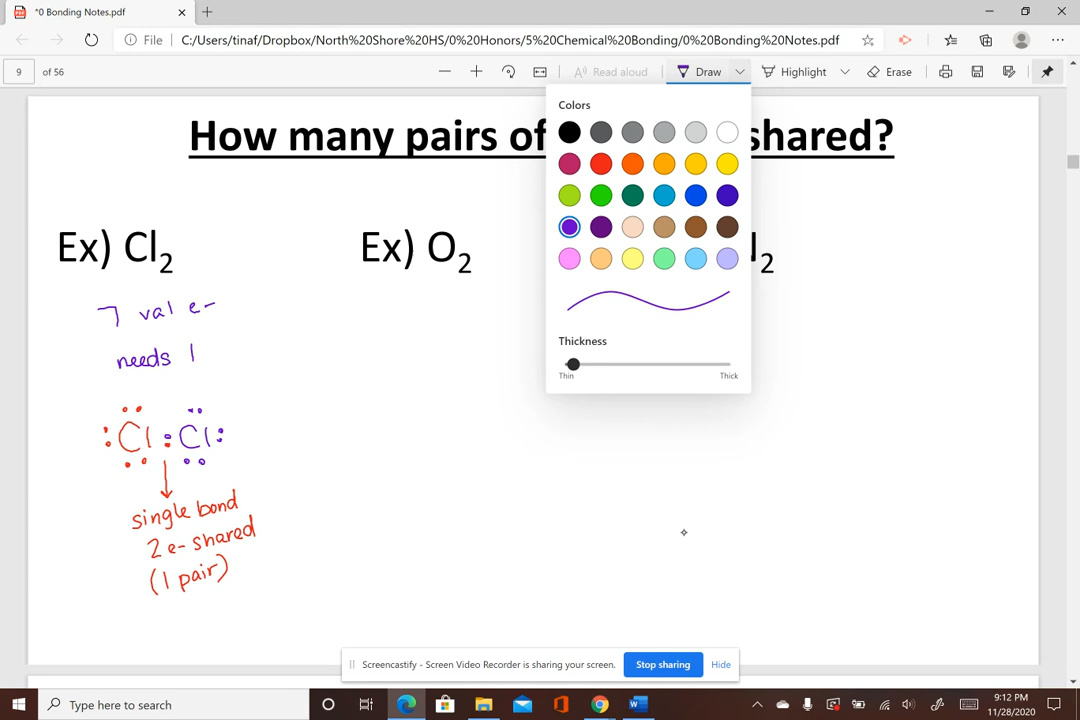 *0 Bonding Notes.pdf
File
C:/Users/tinaf/Dropbox/North%20Shore%20HS/0%20Honors/5%20Chemical%20Bonding/0%20Bonding%20Notes.pdf
9 of 56
Read aloud
Draw
Highlight
Erase
How many pairs of shared?
Colors
Thickness
Thin Thick
Ex) Cl2
Ex) O2
2
7 val e-
needs 1
Cl Cl
single bond
2 e- shared
(1 pair)
Screencastify - Screen Video Recorder is sharing your screen.
Stop sharing
Hide
Type here to search
9:12 PM
11/28/2020